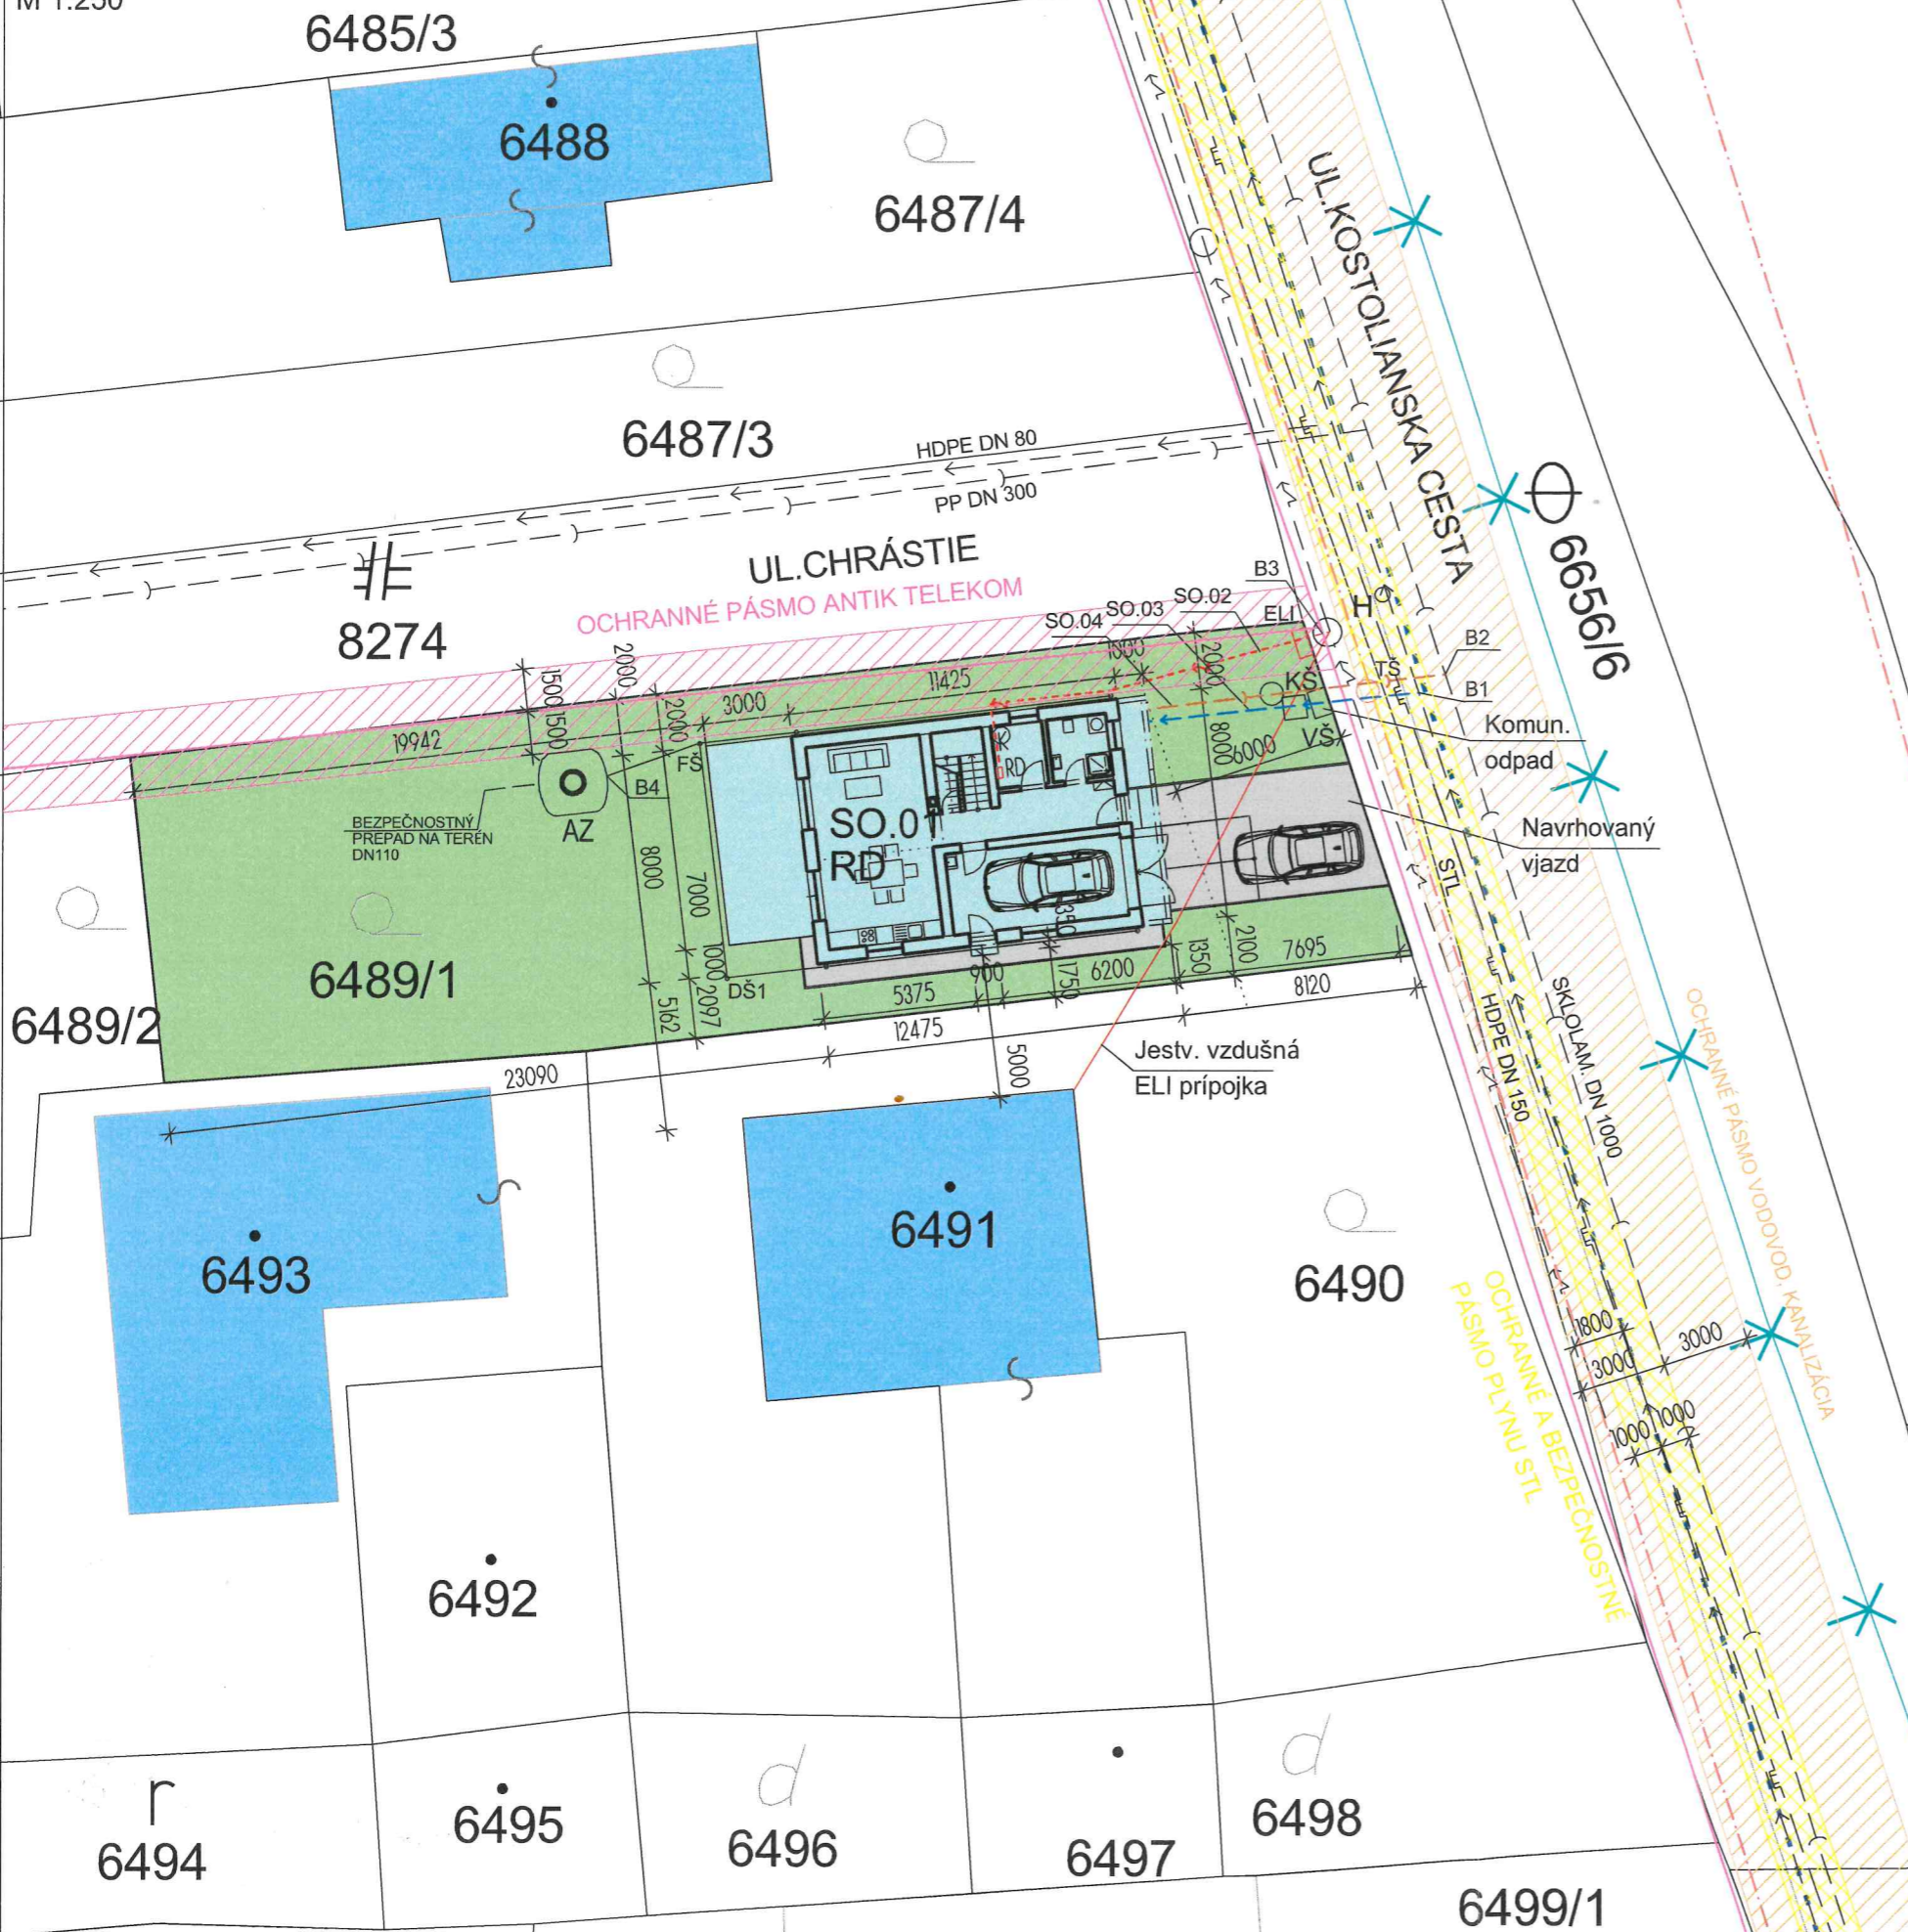 M 1:250
6485/3
6488
6487/4
UL.KOSTOLIANSKA CESTA
6487/3
HDPE DN 80
PP DN 300
UL.CHRÁSTIE
OCHRANNÉ PÁSMO ANTIK TELEKOM
8274
6656/6
B3
SO.02
SO.03
SO.04
ELI
H
B2
TŠ
KŠ
B1
VŠ
Komun.
odpad
1500
1500
2000
2000
3000
11425
1000
2000
8000
6000
19942
FŠ
B4
AZ
BEZPEČNOSTNÝ
PREPAD NA TERÉN
DN110
RD
SO.01
RD
Navrhovaný
vjazd
STL
8000
7000
1000
2097
5162
DŠ1
6489/1
6489/2
5375
900
1750
6200
1350
2100
7695
8120
12475
5000
23090
Jestv. vzdušná
ELI prípojka
HDPE DN 150
SKLOLAM. DN 1000
OCHRANNÉ PÁSMO VODOVOD. KANALIZÁCIA
6493
6491
6490
OCHRANNÉ A BEZPEČNOSTNÉ
PÁSMO PLYNU STL
1800
3000
3000
1000
1000
6492
r
6494
6495
6496
6497
6498
6499/1